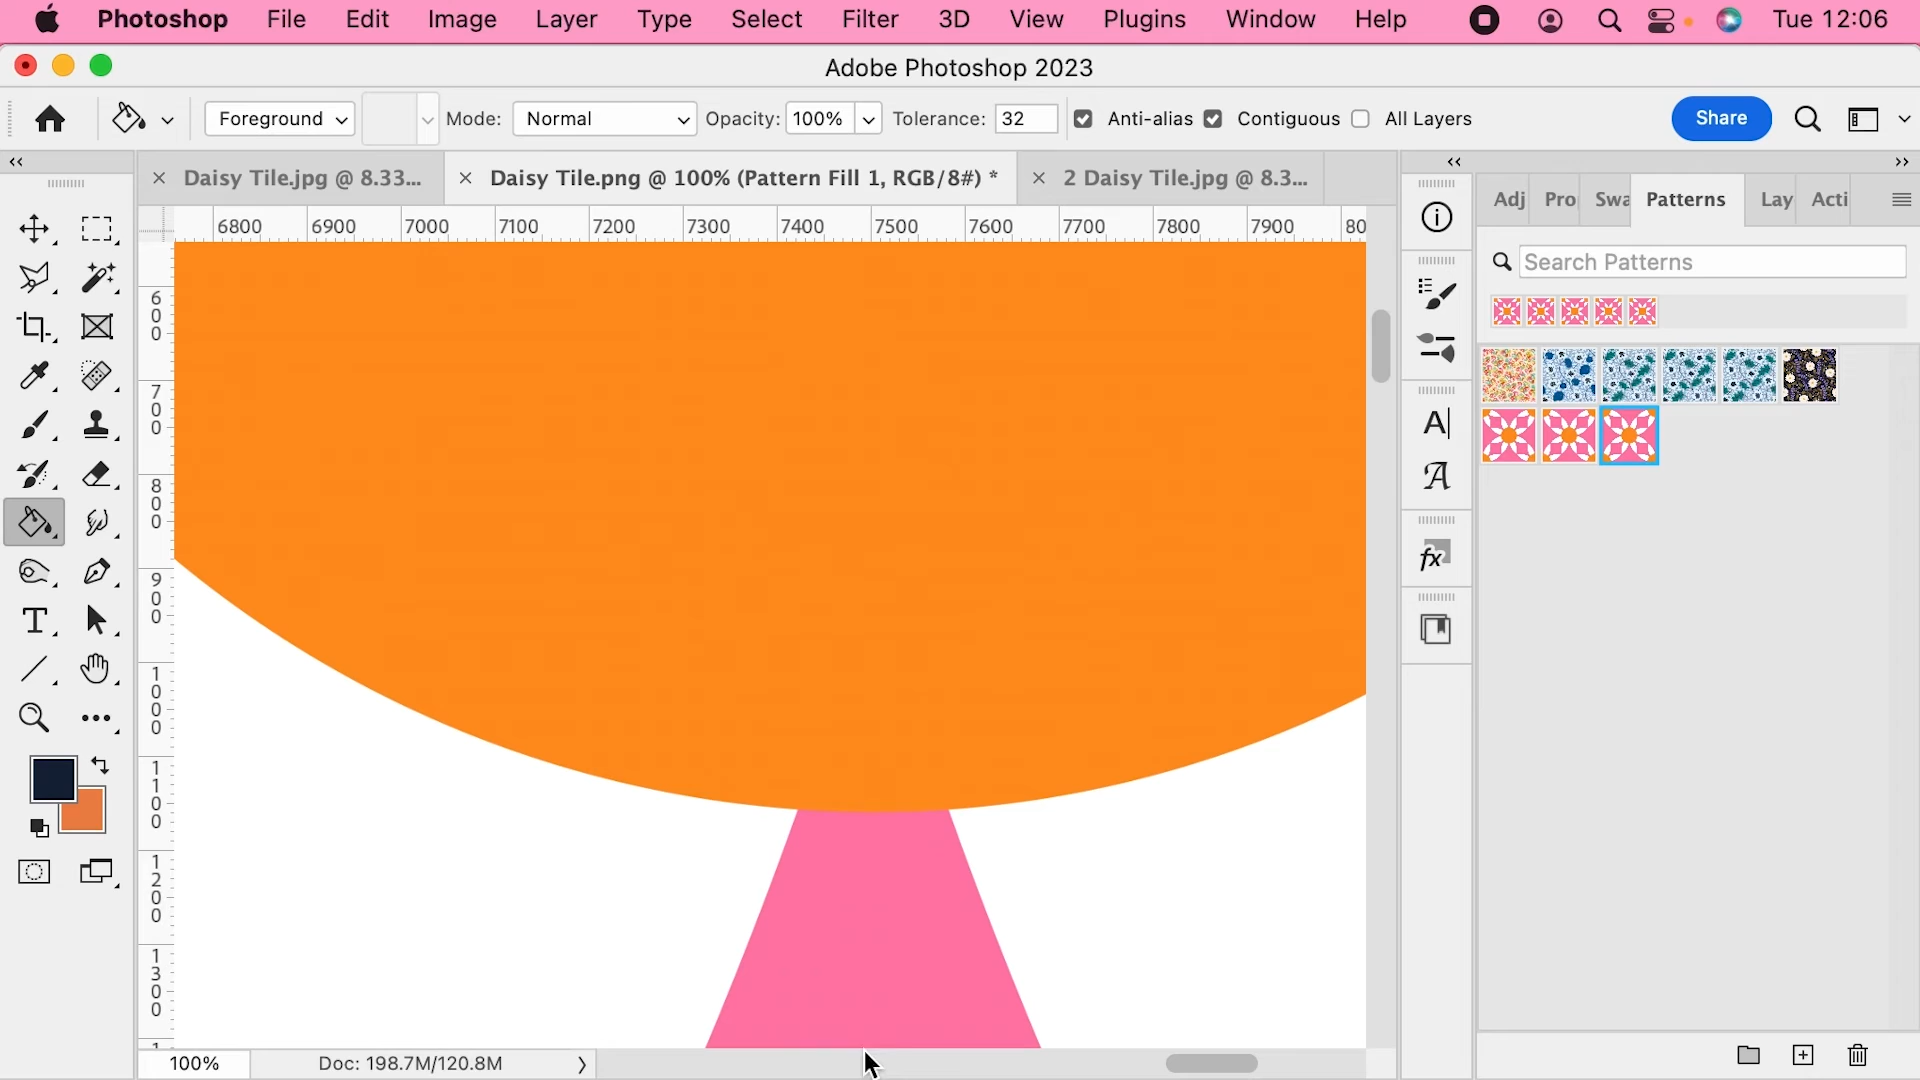 Photoshop File Edit Image Layer Type Select Filter 3D View Plugins Window Help Tue 12:06
Adobe Photoshop 2023
Foreground Mode: Normal Opacity: 100% Tolerance: 32 Anti-alias Contiguous All Layers Share
Daisy Tile.jpg @ 8.33... Daisy Tile.png @ 100% (Pattern Fill 1, RGB/8#) * 2 Daisy Tile.jpg @ 8.3...
Adj Pro Swa Patterns Lay Acti
6800 6900 7000 7100 7200 7300 7400 7500 7600 7700 7800 7900 80
Search Patterns
600
700
800
900
1000
1100
1200
1300
1
100% Doc: 198.7M/120.8M